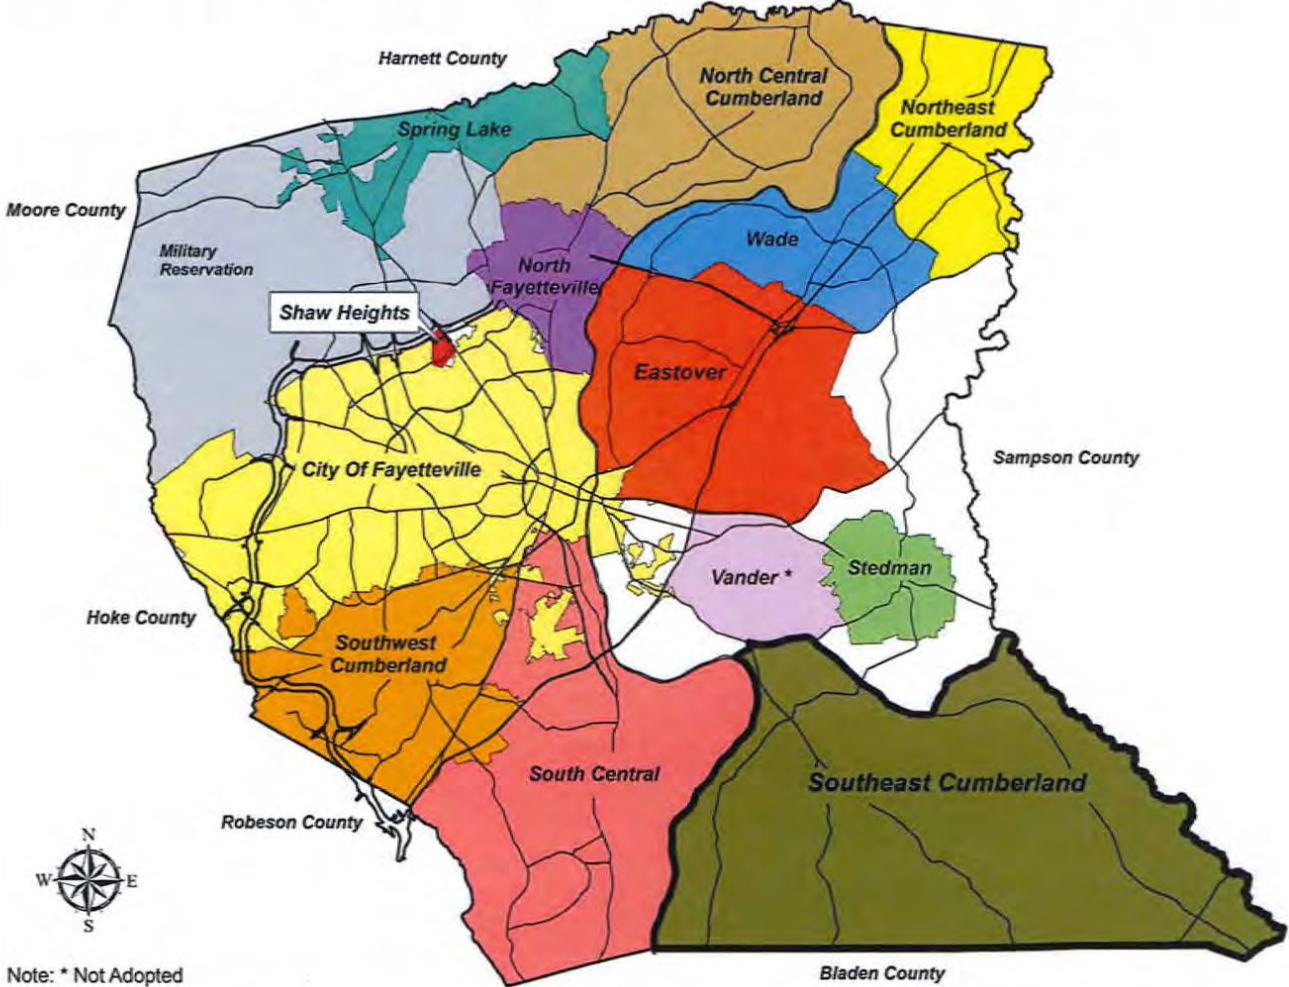 Harnett County
North Central
Cumberland
Northeast
Cumberland
Spring Lake
Moore County
Military
Reservation
Wade
North
Fayetteville
Shaw Heights
Eastover
City Of Fayetteville
Sampson County
Vander *
Stedman
Hoke County
Southwest
Cumberland
South Central
Southeast Cumberland
Robeson County
N
W
E
S
Bladen County
Note: * Not Adopted